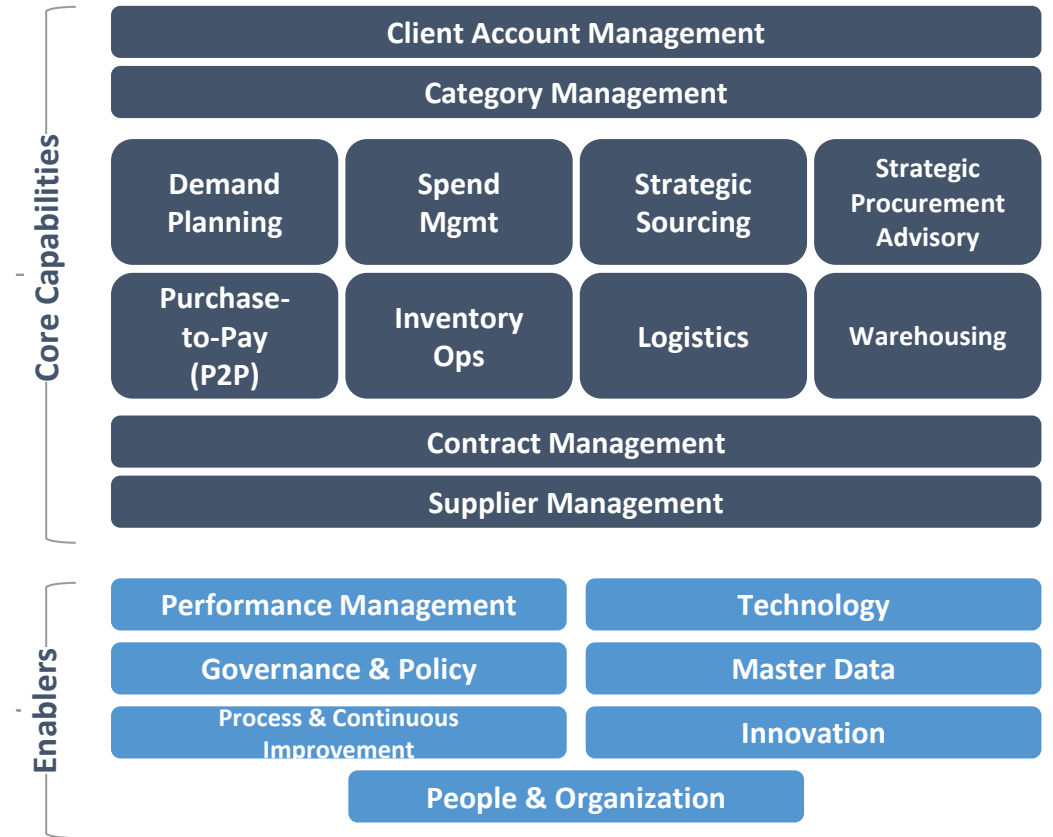 Core Capabilities
Client Account Management
Category Management
Demand
Planning
Spend
Mgmt
Strategic
Sourcing
Strategic
Procurement
Advisory
Purchase-
to-Pay
(P2P)
Inventory
Ops
Logistics
Warehousing
Contract Management
Supplier Management
Enablers
Performance Management
Technology
Governance & Policy
Master Data
Process & Continuous
Improvement
Innovation
People & Organization